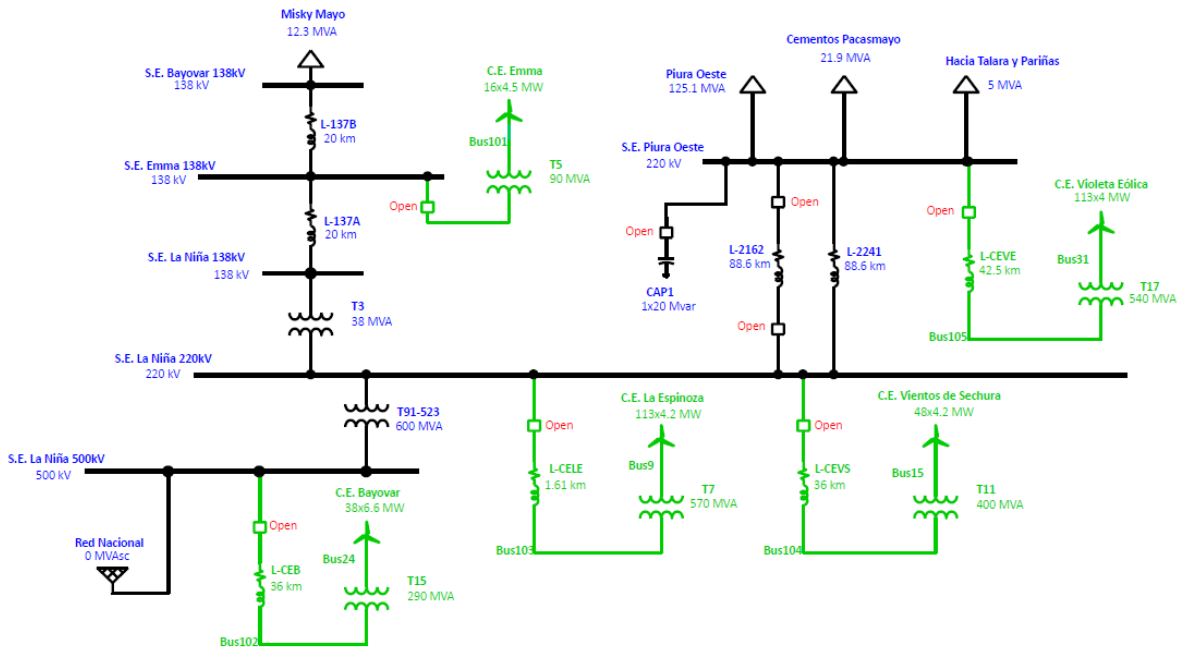 Misky Mayo
12.3 MVA
S.E. Bayovar 138kV
138 kV
L-137B
20 km
S.E. Emma 138kV
138 kV
C.E. Emma
16x4.5 MW
Bus101
T5
90 MVA
Open
L-137A
20 km
S.E. La Niña 138kV
138 kV
T3
38 MVA
S.E. La Niña 220kV
220 kV
Piura Oeste
125.1 MVA
Cementos Pacasmayo
21.9 MVA
Hacia Talara y Pariñas
5 MVA
S.E. Piura Oeste
220 kV
Open
CAP1
1x20 Mvar
Open
L-2162
88.6 km
Open
L-2241
88.6 km
Open
L-CEVE
42.5 km
C.E. Violeta Eólica
113x4 MW
Bus31
T17
540 MVA
Bus105
T91-523
600 MVA
S.E. La Niña 500kV
500 kV
Red Nacional
0 MVAsc
Open
L-CEB
36 km
Bus102
C.E. Bayovar
38x6.6 MW
Bus24
T15
290 MVA
Open
L-CELE
1.61 km
Bus103
C.E. La Espinoza
113x4.2 MW
Bus9
T7
570 MVA
Open
L-CEVS
36 km
Bus104
C.E. Vientos de Sechura
48x4.2 MW
Bus15
T11
400 MVA